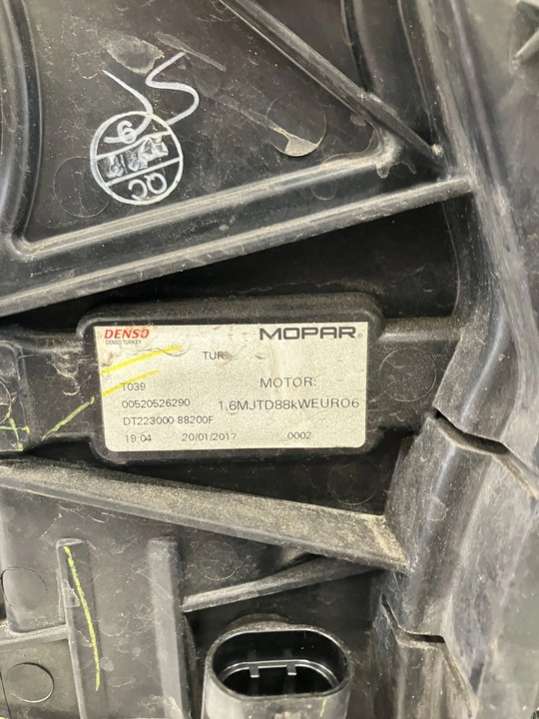 QC
DENSO
MOPAR®
DENSO TURKEY
TUR
T039
MOTOR:
00520526290
1.6MJTD88kWEURO6
DT223000 88200F
19:04 20/01/2017 0002